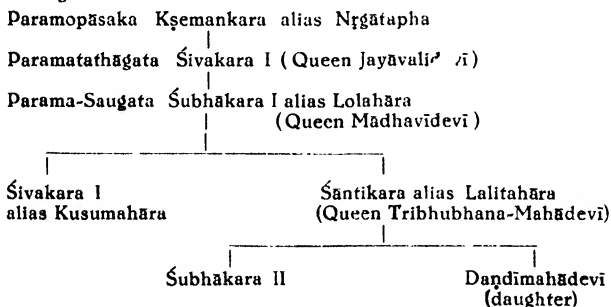 Paramopāsaka Kṣemankara alias Nṛgātapha
Paramatathāgata Śivakara I (Queen
Parama-Saugata Śubhākara I alias Lolahāra
(Queen Mādhavīdevī)
Śivakara I Śāntikara alias Lalitahāra
alias Kusumahāra (Queen Tribhubhana-Mahādevī)
Śubhākara II Daṇḍīmahādevī
(daughter)